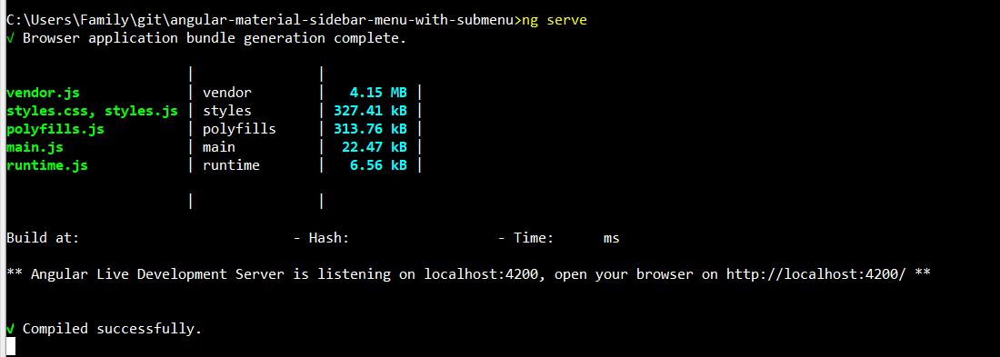 C:\Users\Family\git\angular-material-sidebar-menu-with-submenu>ng serve
√ Browser application bundle generation complete.
| |
vendor.js | vendor | 4.15 MB |
styles.css, styles.js | styles | 327.41 kB |
polyfills.js | polyfills | 313.76 kB |
main.js | main | 22.47 kB |
runtime.js | runtime | 6.56 kB |
| |
Build at: - Hash: - Time: ms
** Angular Live Development Server is listening on localhost:4200, open your browser on http://localhost:4200/ **
√ Compiled successfully.